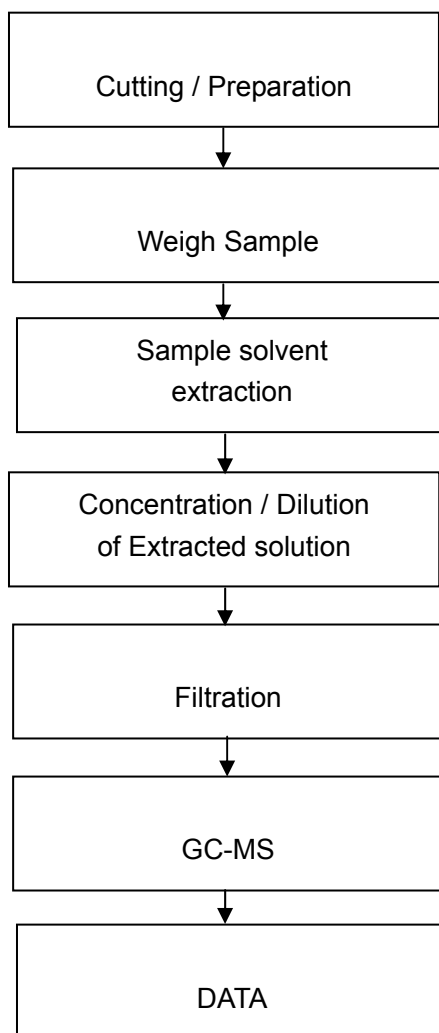 Cutting / Preparation
Weigh Sample
Sample solvent
extraction
Concentration / Dilution
of Extracted solution
Filtration
GC-MS
DATA